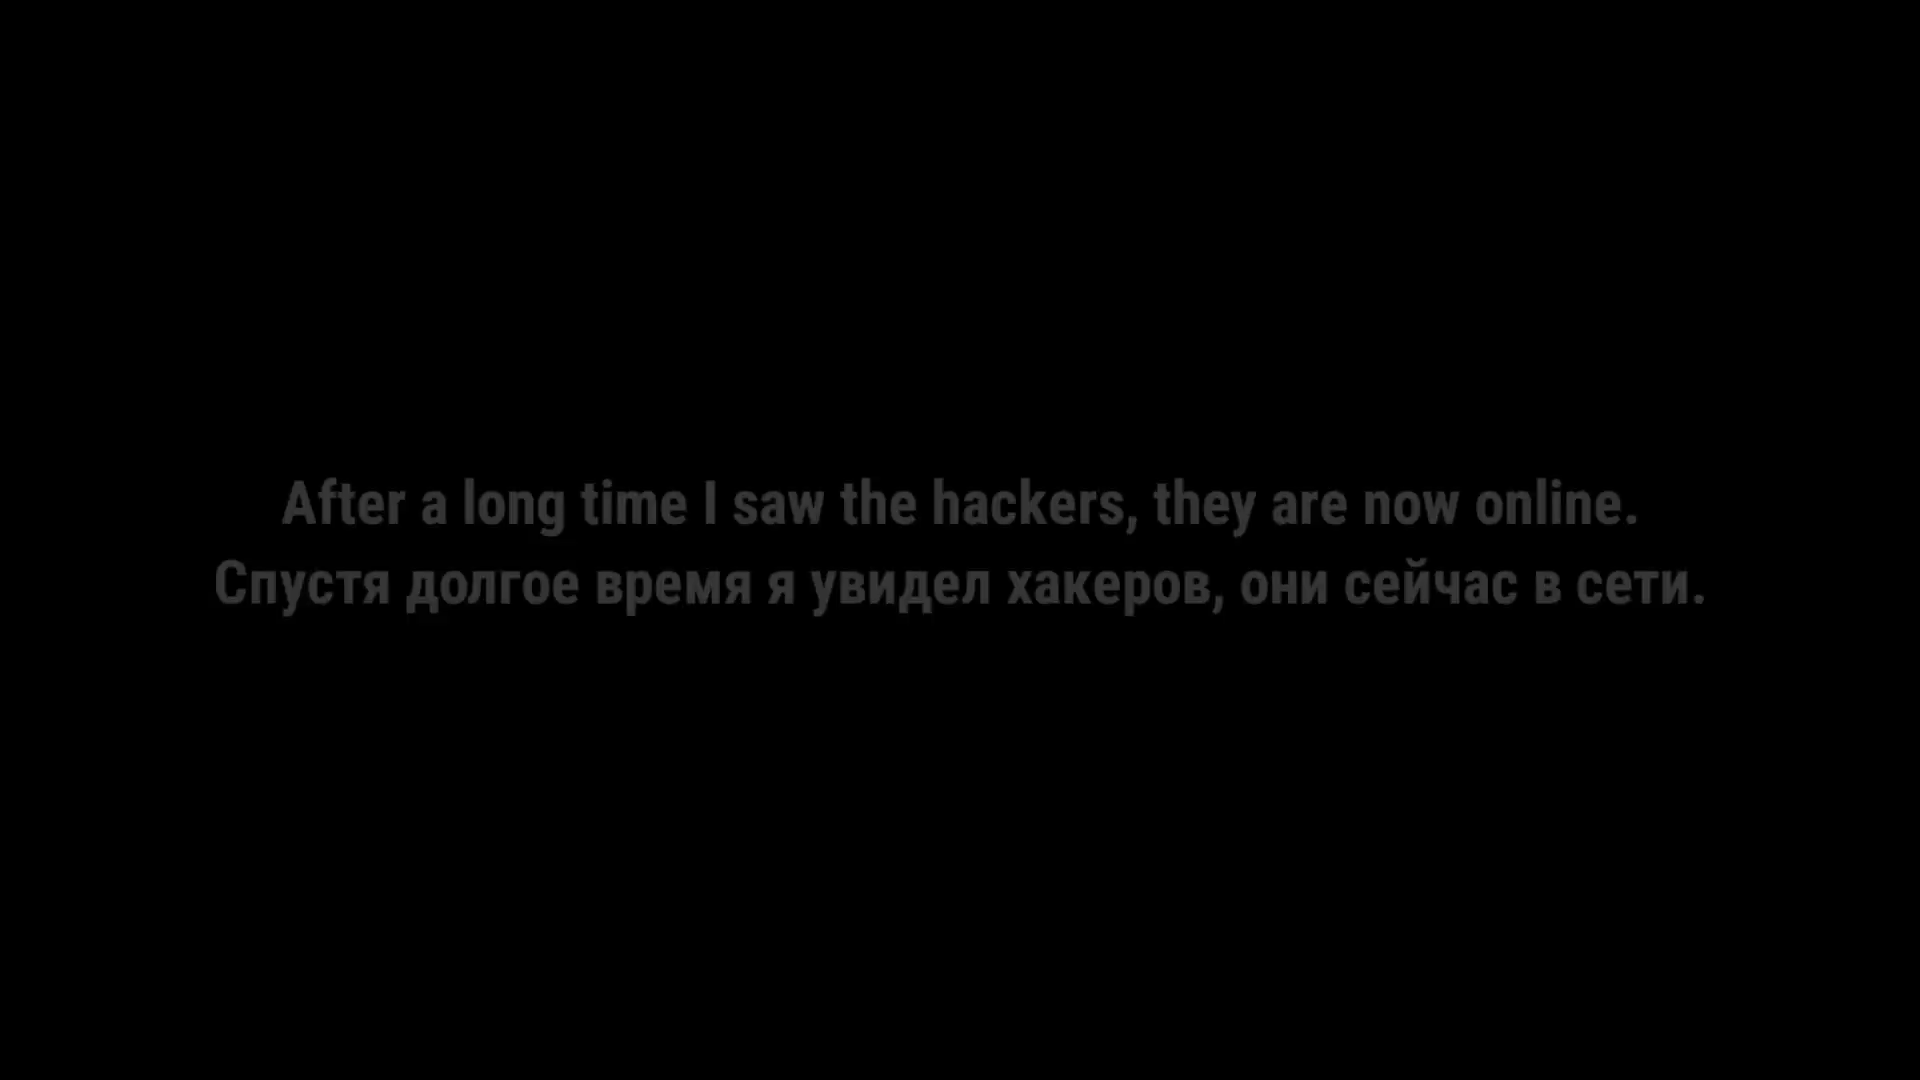 After a long time I saw the hackers, they are now online.
Спустя долгое время я увидел хакеров, они сейчас в сети.